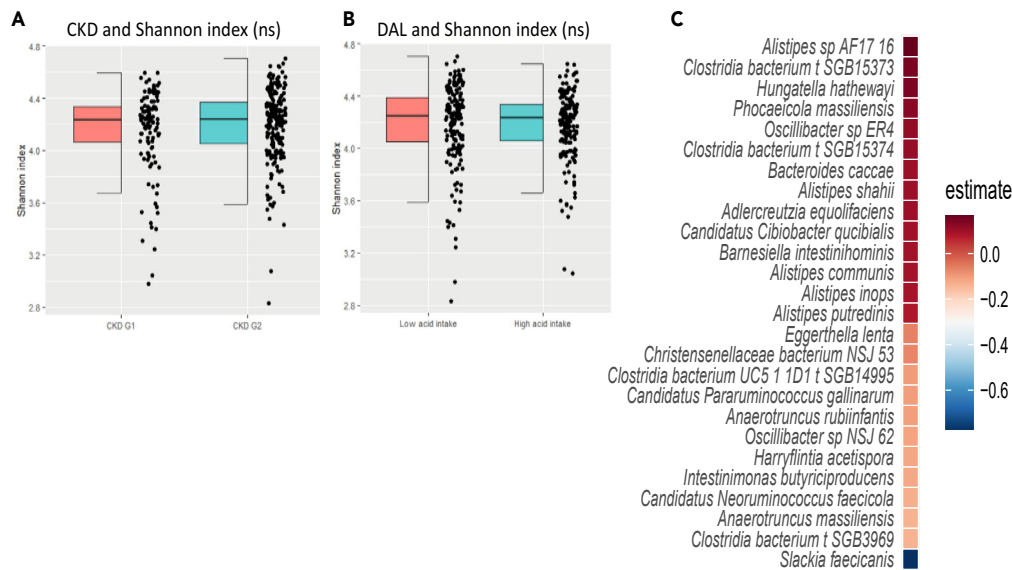 A
CKD and Shannon index (ns)
4.8
4.4
4.0
3.6
3.2
2.8
Shannon index
CKD G1
CKD G2
B
DAL and Shannon index (ns)
4.8
4.4
4.0
3.6
3.2
2.8
Shannon index
Low acid intake
High acid intake
C
Alistipes sp AF17 16
Clostridia bacterium t SGB15373
Hungatella hathewayi
Phocaeicola massiliensis
Oscillibacter sp ER4
Clostridia bacterium t SGB15374
Bacteroides caccae
Alistipes shahii
Adlercreutzia equolifaciens
Candidatus Cibiobacter qucibialis
Barnesiella intestinihominis
Alistipes communis
Alistipes inops
Alistipes putredinis
Eggerthella lenta
Christensenellaceae bacterium NSJ 53
Clostridia bacterium UC5 1 1D1 t SGB14995
Candidatus Pararuminococcus gallinarum
Anaerotruncus rubiinfantis
Oscillibacter sp NSJ 62
Harryflintia acetispora
Intestinimonas butyriciproducens
Candidatus Neoruminococcus faecicola
Anaerotruncus massiliensis
Clostridia bacterium t SGB3969
Slackia faecicanis
estimate
0.0
−0.2
−0.4
−0.6